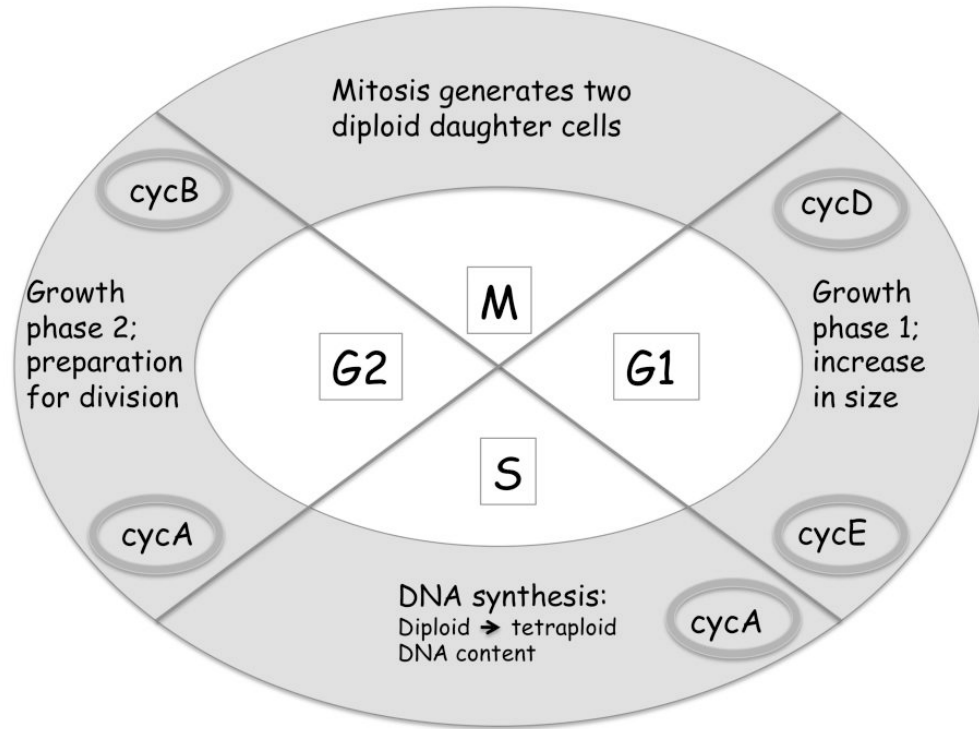 Mitosis generates two
diploid daughter cells
cycB
cycD
Growth
phase 2;
preparation
for division
M
G2
G1
S
Growth
phase 1;
increase
in size
cycA
cycE
DNA synthesis:
Diploid → tetraploid
DNA content
cycA